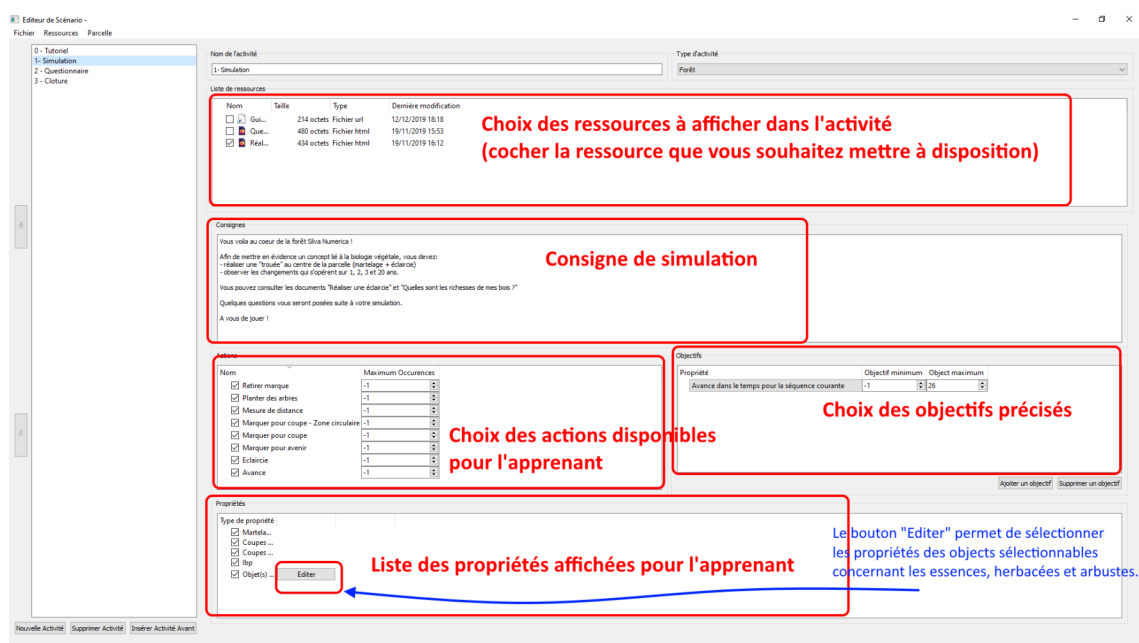 Editeur de Scénario -
Fichier Ressources Parcelle
0 - Tutoriel
1- Simulation
2 - Questionnaire
3 - Cloture
Nom de l'activité
Type d'activité
1- Simulation
Forêt
Liste de ressources
Nom Taille Type Dernière modification
Gui... 214 octets Fichier url 12/12/2019 18:18
Que... 480 octets Fichier html 19/11/2019 15:53
Réal... 434 octets Fichier html 19/11/2019 16:12
Choix des ressources à afficher dans l'activité
(cocher la ressource que vous souhaitez mettre à disposition)
Consignes
Vous voila au coeur de la forêt Silva Numerica !
Afin de mettre en évidence un concept lié à la biologie végétale, vous devez:
- réaliser une "trouée" au centre de la parcelle (martelage + éclaircie)
- observer les changements qui s'opèrent sur 1, 2, 3 et 20 ans.
Vous pouvez consulter les documents "Réaliser une éclaircie" et "Quelles sont les richesses de mes bois ?"
Quelques questions vous seront posées suite à votre simulation.
A vous de jouer !
Consigne de simulation
Actions
Nom Maximum Occurences
Retirer marque -1
Planter des arbres -1
Mesure de distance -1
Marquer pour coupe - Zone circulaire -1
Marquer pour coupe -1
Marquer pour avenir -1
Eclaircie -1
Avance -1
Choix des actions disponibles
pour l'apprenant
Objectifs
Propriété Objectif minimum Object maximum
Avance dans le temps pour la séquence courante -1 26
Choix des objectifs précisés
Ajoiter un objectif Supprimer un objectif
Propriétés
Type de propriété
Martela...
Coupes ...
Coupes ...
Ibp
Objet(s) ... Editer
Liste des propriétés affichées pour l'apprenant
Le bouton "Editer" permet de sélectionner
les propriétés des objects sélectionnables
concernant les essences, herbacées et arbustes.
Nouvelle Activité Supprimer Activité Insérer Activité Avant